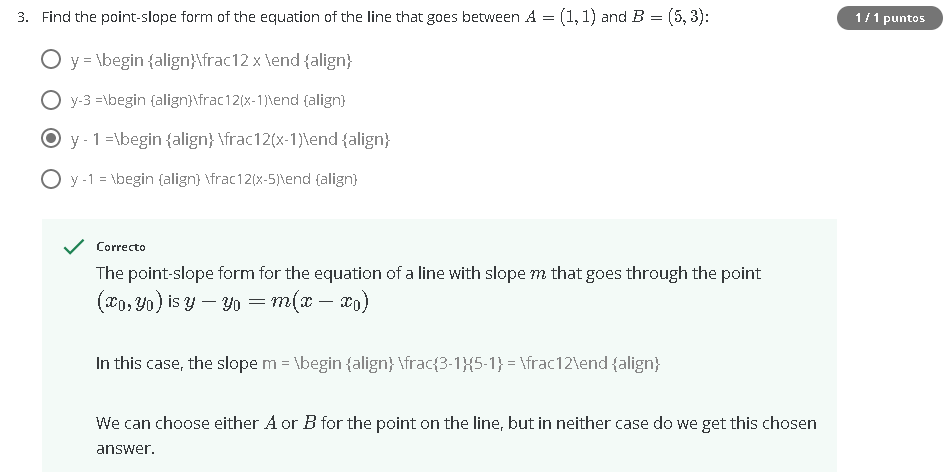 3. Find the point-slope form of the equation of the line that goes between A = (1, 1) and B = (5, 3):
1 / 1 puntos
y = \begin {align}\frac12 x \end {align}
y-3 =\begin {align}\frac12(x-1)\end {align}
y - 1 =\begin {align} \frac12(x-1)\end {align}
y -1 = \begin {align} \frac12(x-5)\end {align}
Correcto
The point-slope form for the equation of a line with slope m that goes through the point
(x₀, y₀) is y − y₀ = m(x − x₀)
In this case, the slope m = \begin {align} \frac{3-1}{5-1} = \frac12\end {align}
We can choose either A or B for the point on the line, but in neither case do we get this chosen
answer.